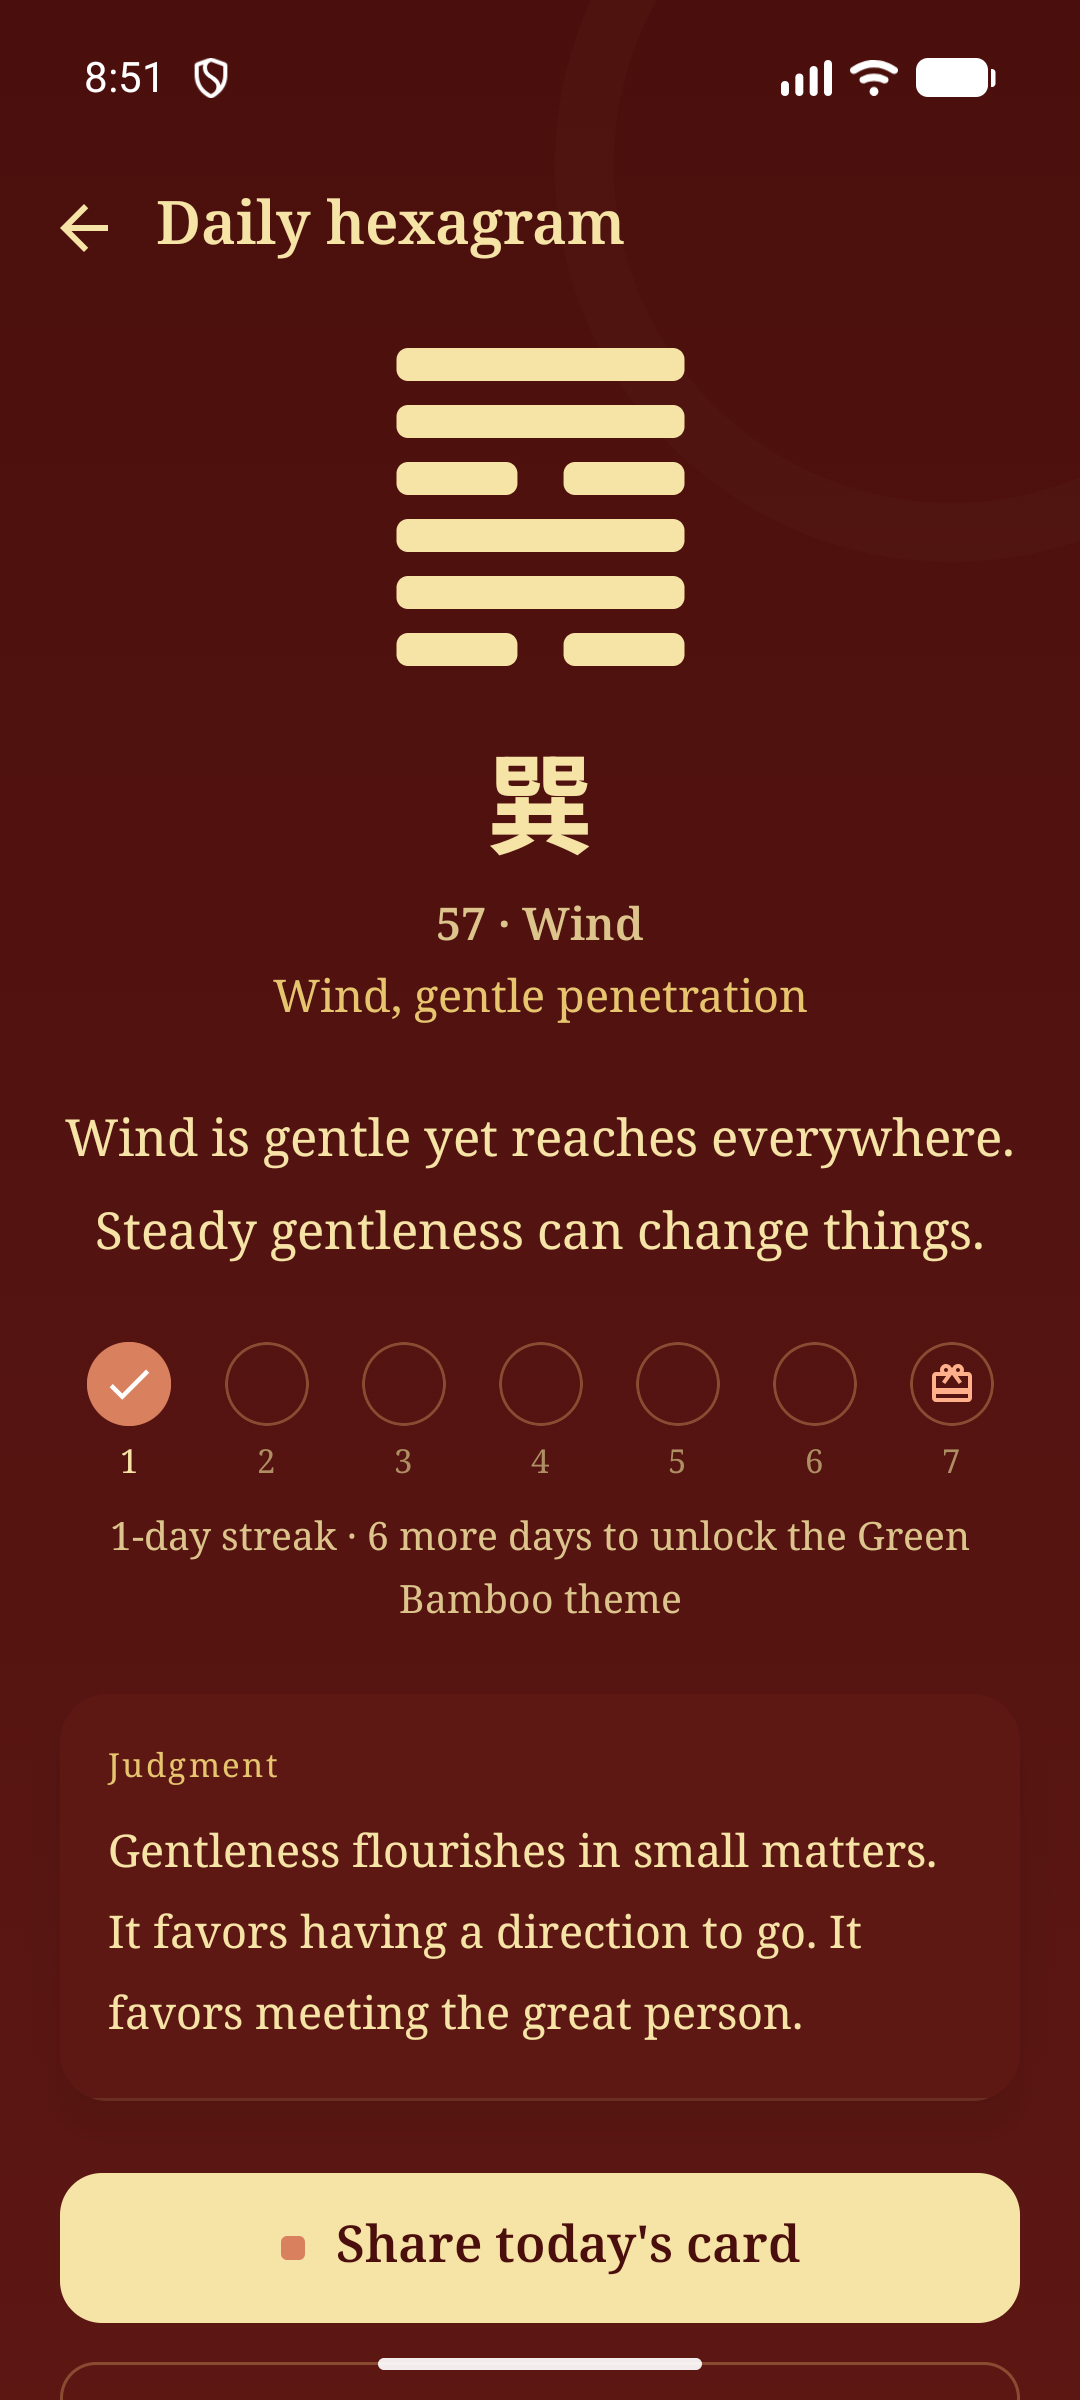 8:51
Daily hexagram
巽
57 · Wind
Wind, gentle penetration
Wind is gentle yet reaches everywhere.
Steady gentleness can change things.
1 2 3 4 5 6 7
1-day streak · 6 more days to unlock the Green
Bamboo theme
Judgment
Gentleness flourishes in small matters.
It favors having a direction to go. It
favors meeting the great person.
Share today's card